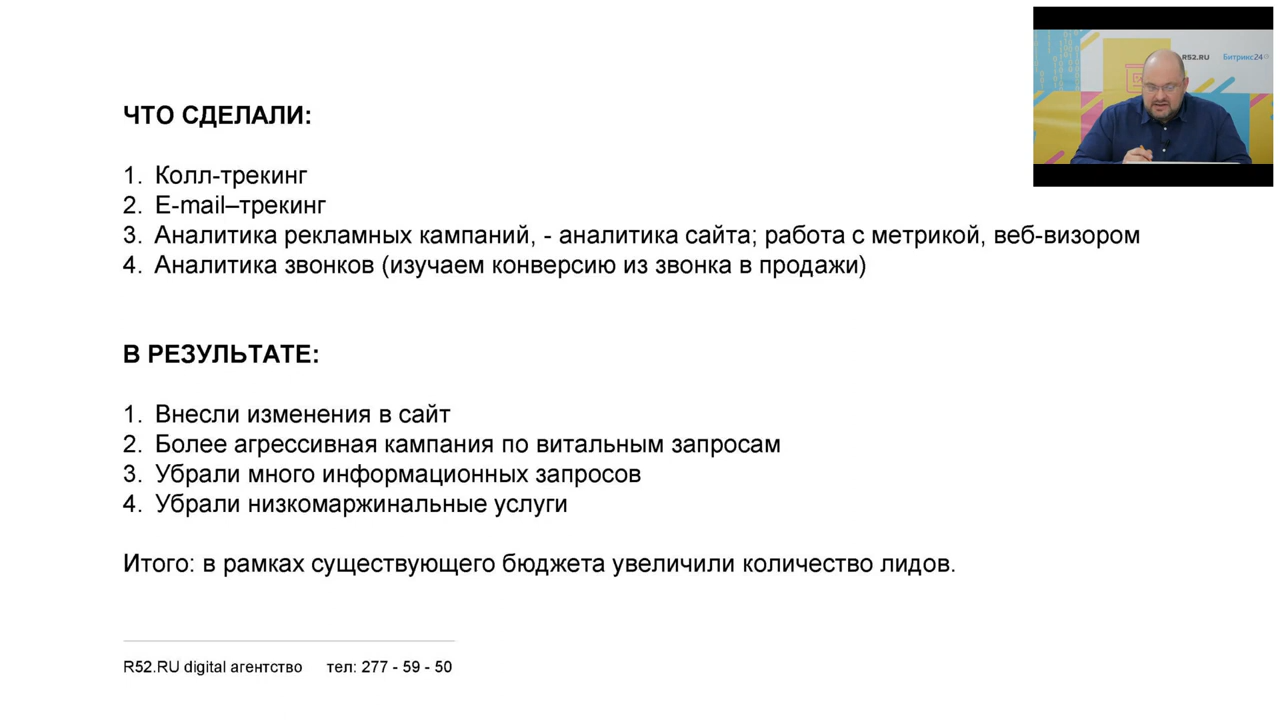 R52.RU Битрикс24
ЧТО СДЕЛАЛИ:
1. Колл-трекинг
2. E-mail–трекинг
3. Аналитика рекламных кампаний, - аналитика сайта; работа с метрикой, веб-визором
4. Аналитика звонков (изучаем конверсию из звонка в продажи)
В РЕЗУЛЬТАТЕ:
1. Внесли изменения в сайт
2. Более агрессивная кампания по витальным запросам
3. Убрали много информационных запросов
4. Убрали низкомаржинальные услуги
Итого: в рамках существующего бюджета увеличили количество лидов.
R52.RU digital агентство тел: 277 - 59 - 50